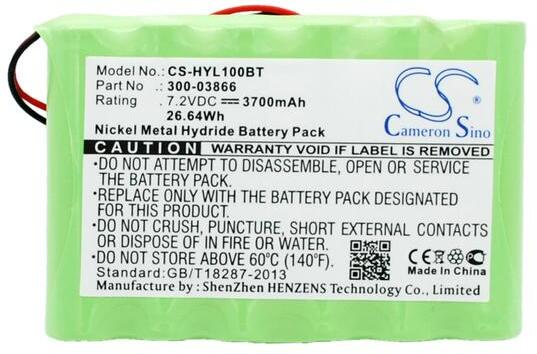 Model No.: CS-HYL100BT
Part No : 300-03866
Rating : 7.2VDC 3700mAh
26.64Wh
Nickel Metal Hydride Battery Pack
CS
Cameron Sino
CAUTION: WARRANTY VOID IF LABEL IS REMOVED
•DO NOT ATTEMPT TO DISASSEMBLE, OPEN OR SERVICE
THE BATTERY PACK.
•REPLACE ONLY WITH THE BATTERY PACK DESIGNATED
FOR THIS PRODUCT.
•DO NOT CRUSH, PUNCTURE, SHORT EXTERNAL CONTACTS
OR DISPOSE OF IN FIRE OR WATER.
•DO NOT EXPOSE ABOVE 60℃ (140℉).
Standard:GB/T18287-2013
CE
Made in China
Manufacturer by : ShenZhen HENZENS Technology Co., Limited